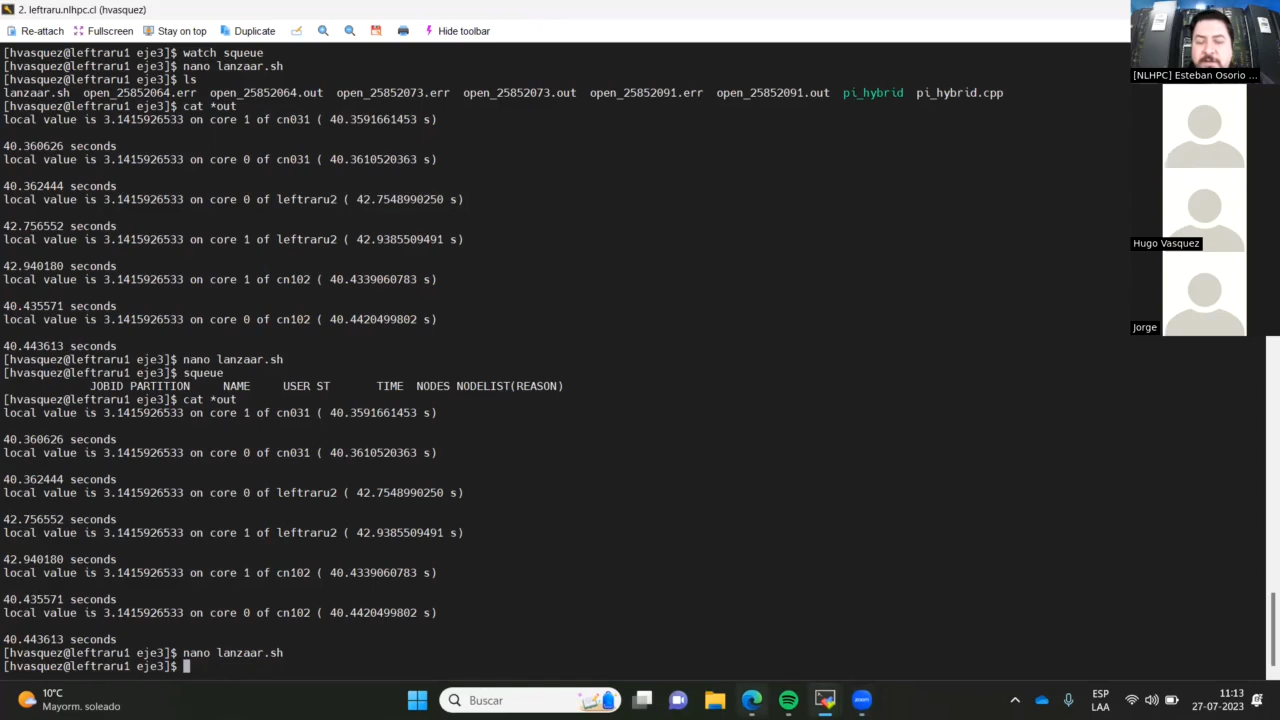 2. leftraru.nlhpc.cl (hvasquez)
Re-attach Fullscreen Stay on top Duplicate Hide toolbar
[hvasquez@leftraru1 eje3]$ watch squeue
[hvasquez@leftraru1 eje3]$ nano lanzaar.sh
[hvasquez@leftraru1 eje3]$ ls
lanzaar.sh open_25852064.err open_25852064.out open_25852073.err open_25852073.out open_25852091.err open_25852091.out pi_hybrid pi_hybrid.cpp
[hvasquez@leftraru1 eje3]$ cat *out
local value is 3.1415926533 on core 1 of cn031 ( 40.3591661453 s)
40.360626 seconds
local value is 3.1415926533 on core 0 of cn031 ( 40.3610520363 s)
40.362444 seconds
local value is 3.1415926533 on core 0 of leftraru2 ( 42.7548990250 s)
42.756552 seconds
local value is 3.1415926533 on core 1 of leftraru2 ( 42.9385509491 s)
42.940180 seconds
local value is 3.1415926533 on core 1 of cn102 ( 40.4339060783 s)
40.435571 seconds
local value is 3.1415926533 on core 0 of cn102 ( 40.4420499802 s)
40.443613 seconds
[hvasquez@leftraru1 eje3]$ nano lanzaar.sh
[hvasquez@leftraru1 eje3]$ squeue
JOBID PARTITION NAME USER ST TIME NODES NODELIST(REASON)
[hvasquez@leftraru1 eje3]$ cat *out
local value is 3.1415926533 on core 1 of cn031 ( 40.3591661453 s)
40.360626 seconds
local value is 3.1415926533 on core 0 of cn031 ( 40.3610520363 s)
40.362444 seconds
local value is 3.1415926533 on core 0 of leftraru2 ( 42.7548990250 s)
42.756552 seconds
local value is 3.1415926533 on core 1 of leftraru2 ( 42.9385509491 s)
42.940180 seconds
local value is 3.1415926533 on core 1 of cn102 ( 40.4339060783 s)
40.435571 seconds
local value is 3.1415926533 on core 0 of cn102 ( 40.4420499802 s)
40.443613 seconds
[hvasquez@leftraru1 eje3]$ nano lanzaar.sh
[hvasquez@leftraru1 eje3]$
[NLHPC] Esteban Osorio ...
Hugo Vasquez
Jorge
10°C
Mayorm. soleado
Buscar
zoom
ESP
LAA
11:13
27-07-2023